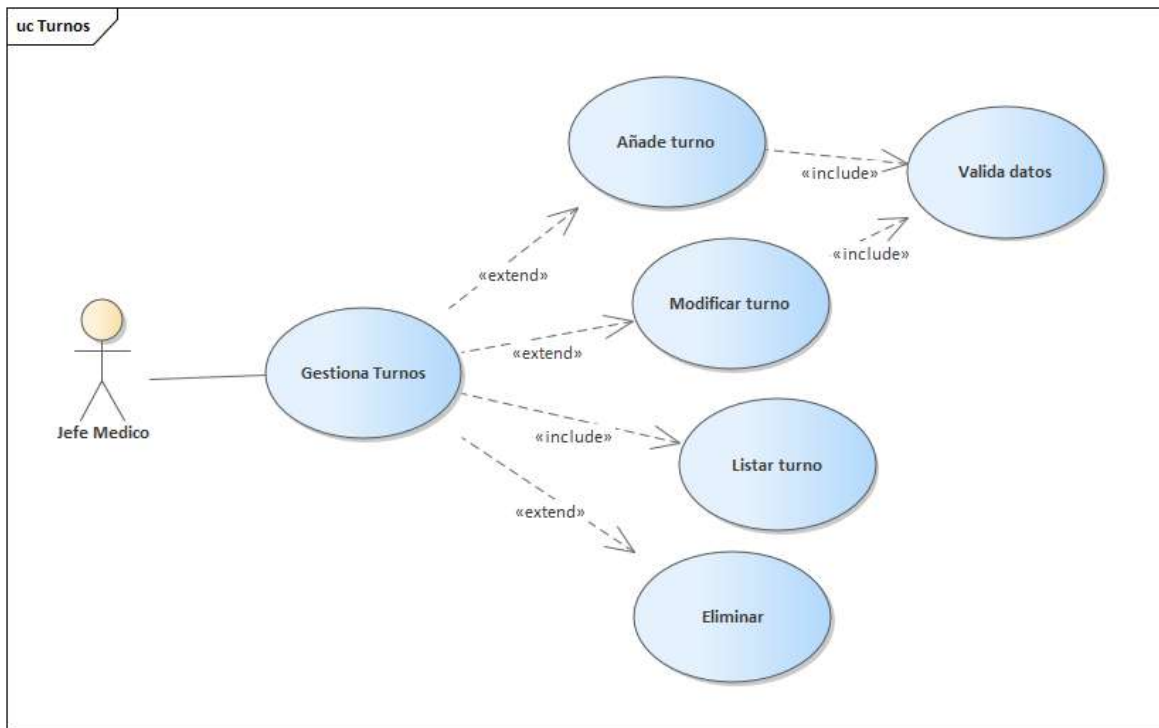 uc Turnos
Añade turno
«include»
Valida datos
«extend»
Modificar turno
«include»
«extend»
Gestiona Turnos
Jefe Medico
«include»
Listar turno
«extend»
Eliminar